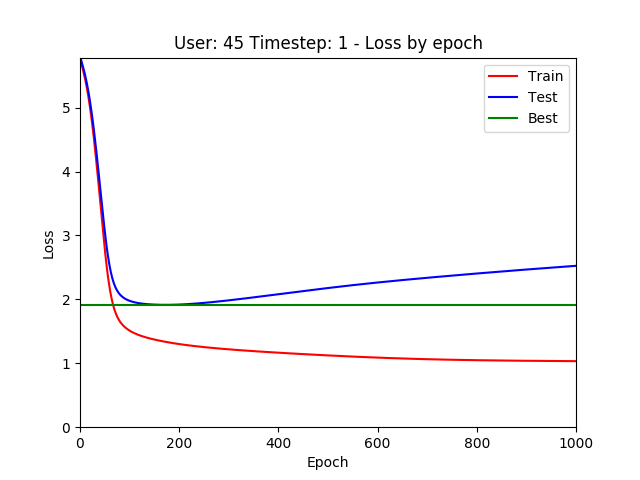 User: 45 Timestep: 1 - Loss by epoch
Train
Test
Best
Loss
5
4
3
2
1
0
0 200 400 600 800 1000
Epoch